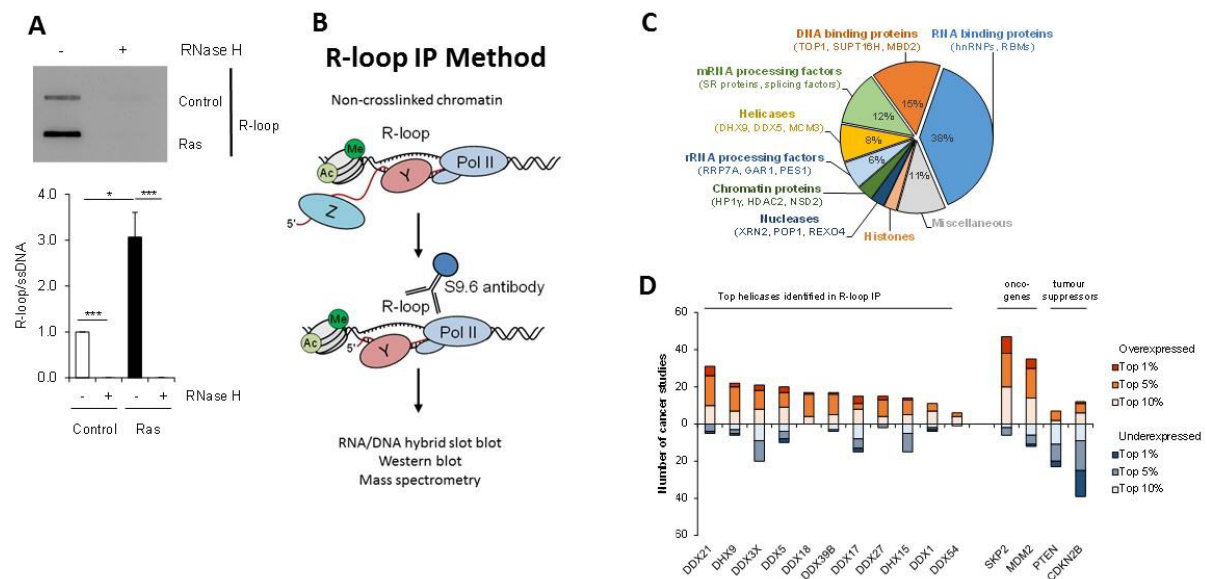 A
- + RNase H
Control
Ras
R-loop
4.0
3.0
2.0
1.0
0.0
R-loop/ssDNA
* ***
***
- + - + RNase H
Control Ras
B
R-loop IP Method
Non-crosslinked chromatin
R-loop
Me
Ac
Y
Pol II
Z
5'
S9.6 antibody
R-loop
Me
Ac
5'
Y
Pol II
RNA/DNA hybrid slot blot
Western blot
Mass spectrometry
C
DNA binding proteins
(TOP1, SUPT16H, MBD2)
RNA binding proteins
(hnRNPs, RBMs)
mRNA processing factors
(SR proteins, splicing factors)
Helicases
(DHX9, DDX5, MCM3)
rRNA processing factors
(RRP7A, GAR1, PES1)
Chromatin proteins
(HP1γ, HDAC2, NSD2)
Nucleases
(XRN2, POP1, REXO4
Histones
Miscellaneous
15%
12%
8%
6%
38%
11%
D
Top helicases identified in R-loop IP
onco-
genes
tumour
suppressors
60
40
20
0
20
40
60
Number of cancer studies
DDX21
DHX9
DDX3X
DDX5
DDX18
DDX39B
DDX17
DDX27
DHX15
DDX1
DDX54
SKP2
MDM2
PTEN
CDKN2B
Overexpressed
Top 1%
Top 5%
Top 10%
Underexpressed
Top 1%
Top 5%
Top 10%